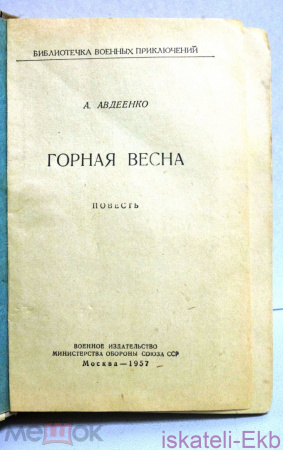 БИБЛИОТЕЧКА ВОЕННЫХ ПРИКЛЮЧЕНИЙ
А. АВДЕЕНКО
ГОРНАЯ ВЕСНА
ПОВЕСТЬ
ВОЕННОЕ ИЗДАТЕЛЬСТВО
МИНИСТЕРСТВА ОБОРОНЫ СОЮЗА ССР
Москва—1957
МЕШОК
iskateli-Ekb